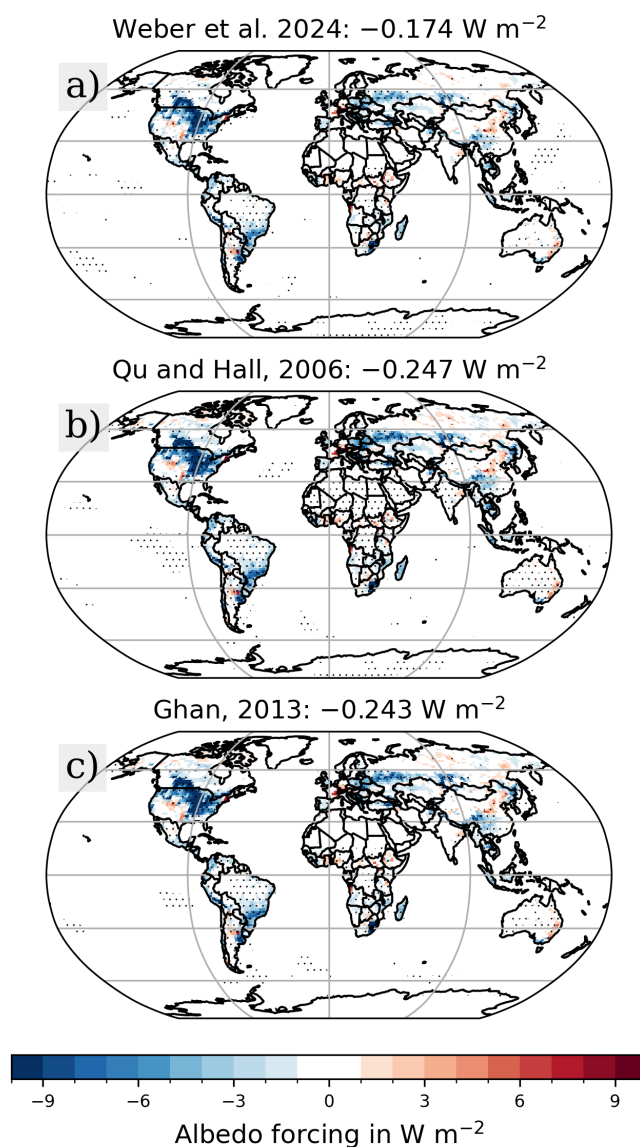 Weber et al. 2024: −0.174 W m⁻²
a)
Qu and Hall, 2006: −0.247 W m⁻²
b)
Ghan, 2013: −0.243 W m⁻²
c)
−9 −6 −3 0 3 6 9
Albedo forcing in W m⁻²